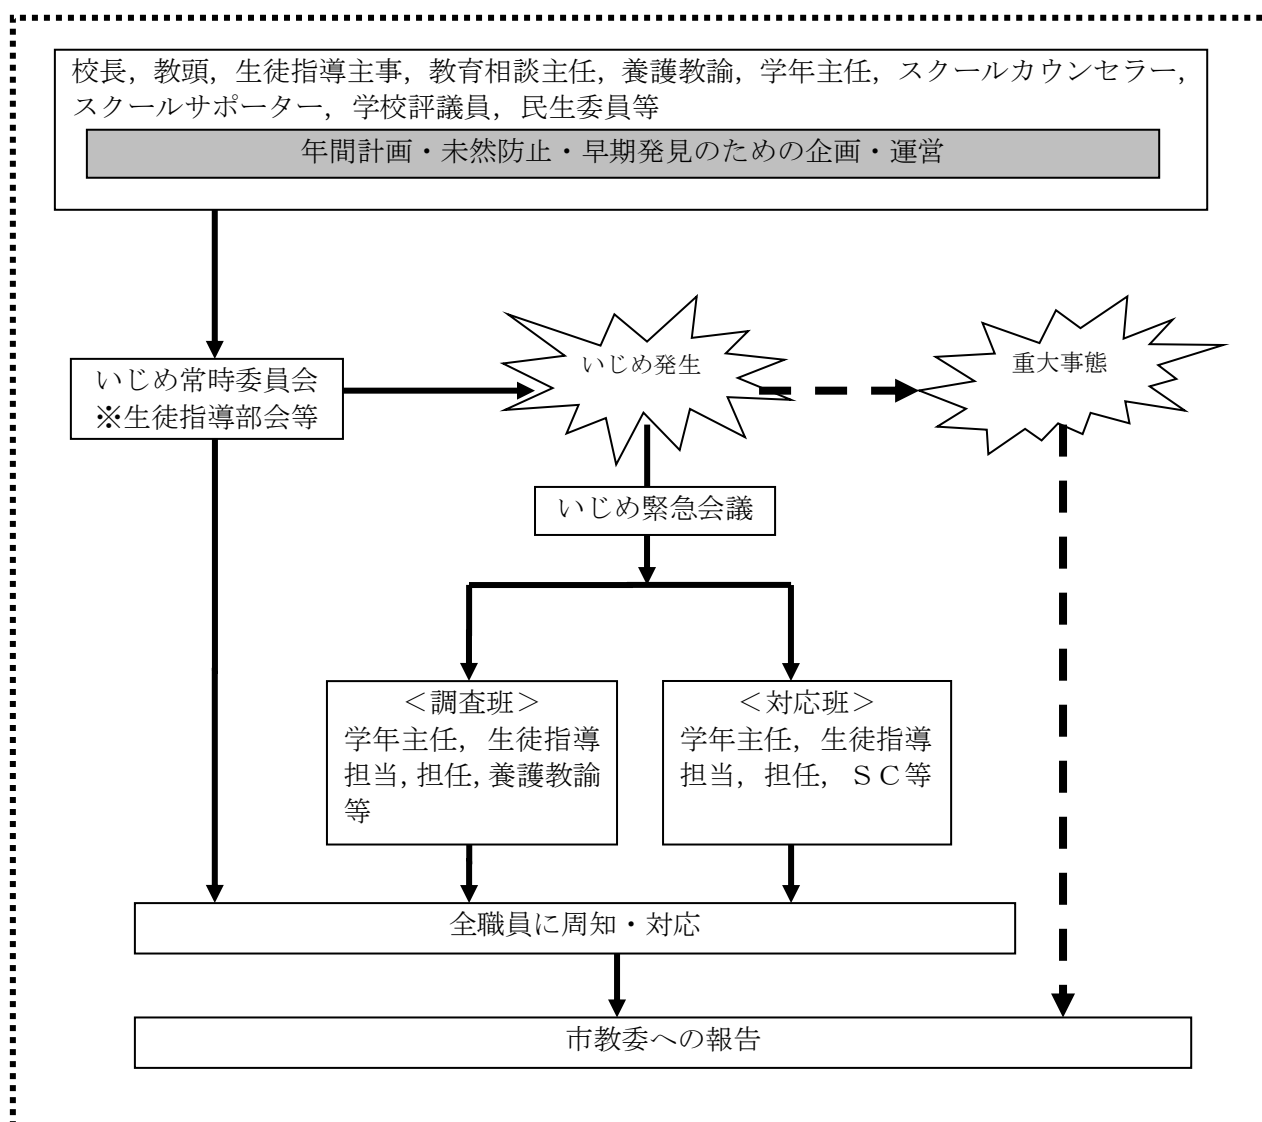 校長，教頭，生徒指導主事，教育相談主任，養護教諭，学年主任，スクールカウンセラー，
スクールサポーター，学校評議員，民生委員等
年間計画・未然防止・早期発見のための企画・運営
いじめ発生
重大事態
いじめ常時委員会
※生徒指導部会等
いじめ緊急会議
＜調査班＞
学年主任，生徒指導
担当，担任，養護教諭
等
＜対応班＞
学年主任，生徒指導
担当，担任，ＳＣ等
全職員に周知・対応
市教委への報告